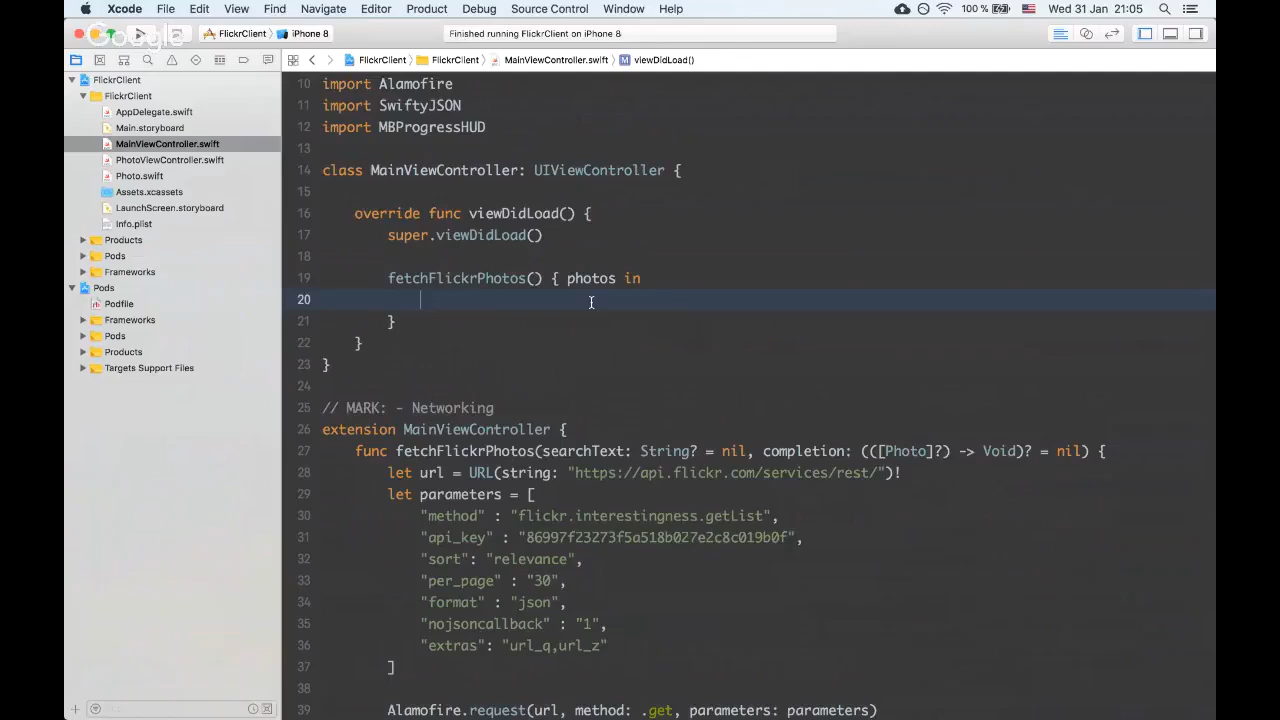 Xcode File Edit View Find Navigate Editor Product Debug Source Control Window Help 100 % Wed 31 Jan 21:05
Google
FlickrClient iPhone 8 Finished running FlickrClient on iPhone 8
FlickrClient FlickrClient MainViewController.swift M viewDidLoad()
FlickrClient
FlickrClient
AppDelegate.swift
Main.storyboard
MainViewController.swift
PhotoViewController.swift
Photo.swift
Assets.xcassets
LaunchScreen.storyboard
Info.plist
Products
Pods
Frameworks
Pods
Podfile
Frameworks
Pods
Products
Targets Support Files
10 import Alamofire
11 import SwiftyJSON
12 import MBProgressHUD
13
14 class MainViewController: UIViewController {
15
16 override func viewDidLoad() {
17 super.viewDidLoad()
18
19 fetchFlickrPhotos() { photos in
20
21 }
22 }
23 }
24
25 // MARK: - Networking
26 extension MainViewController {
27 func fetchFlickrPhotos(searchText: String? = nil, completion: (([Photo]?) -> Void)? = nil) {
28 let url = URL(string: "https://api.flickr.com/services/rest/")!
29 let parameters = [
30 "method" : "flickr.interestingness.getList",
31 "api_key" : "86997f23273f5a518b027e2c8c019b0f",
32 "sort": "relevance",
33 "per_page" : "30",
34 "format" : "json",
35 "nojsoncallback" : "1",
36 "extras": "url_q,url_z"
37 ]
38
39 Alamofire.request(url, method: .get, parameters: parameters)